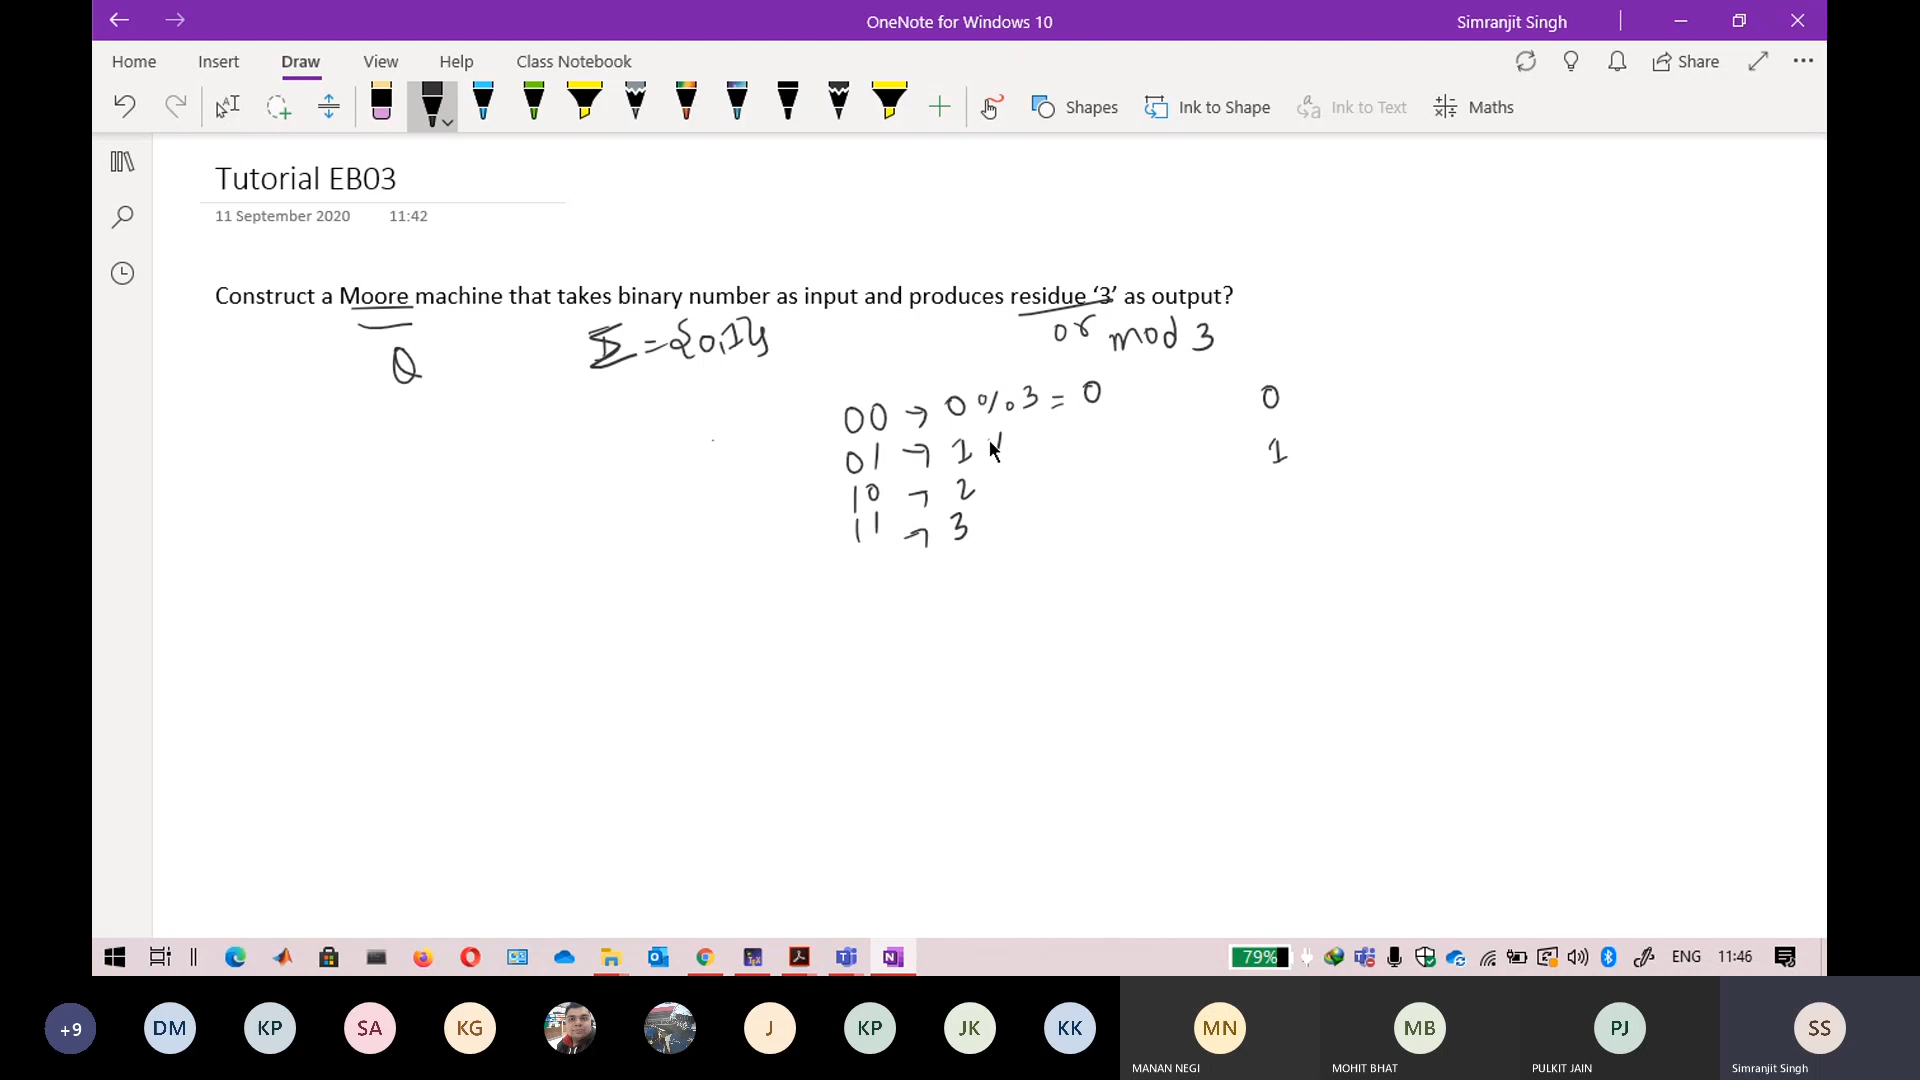 OneNote for Windows 10
Simranjit Singh
Home Insert Draw View Help Class Notebook
Share
Shapes Ink to Shape Ink to Text Maths
Tutorial EB03
11 September 2020 11:42
Construct a Moore machine that takes binary number as input and produces residue ‘3’ as output?
Σ = {0,1}
or mod 3
Q
00 → 0 % 3 = 0 0
01 → 1 1
10 → 2
11 → 3
79% ENG 11:46
+9 DM KP SA KG J KP JK KK MN MB PJ SS
MANAN NEGI MOHIT BHAT PULKIT JAIN Simranjit Singh